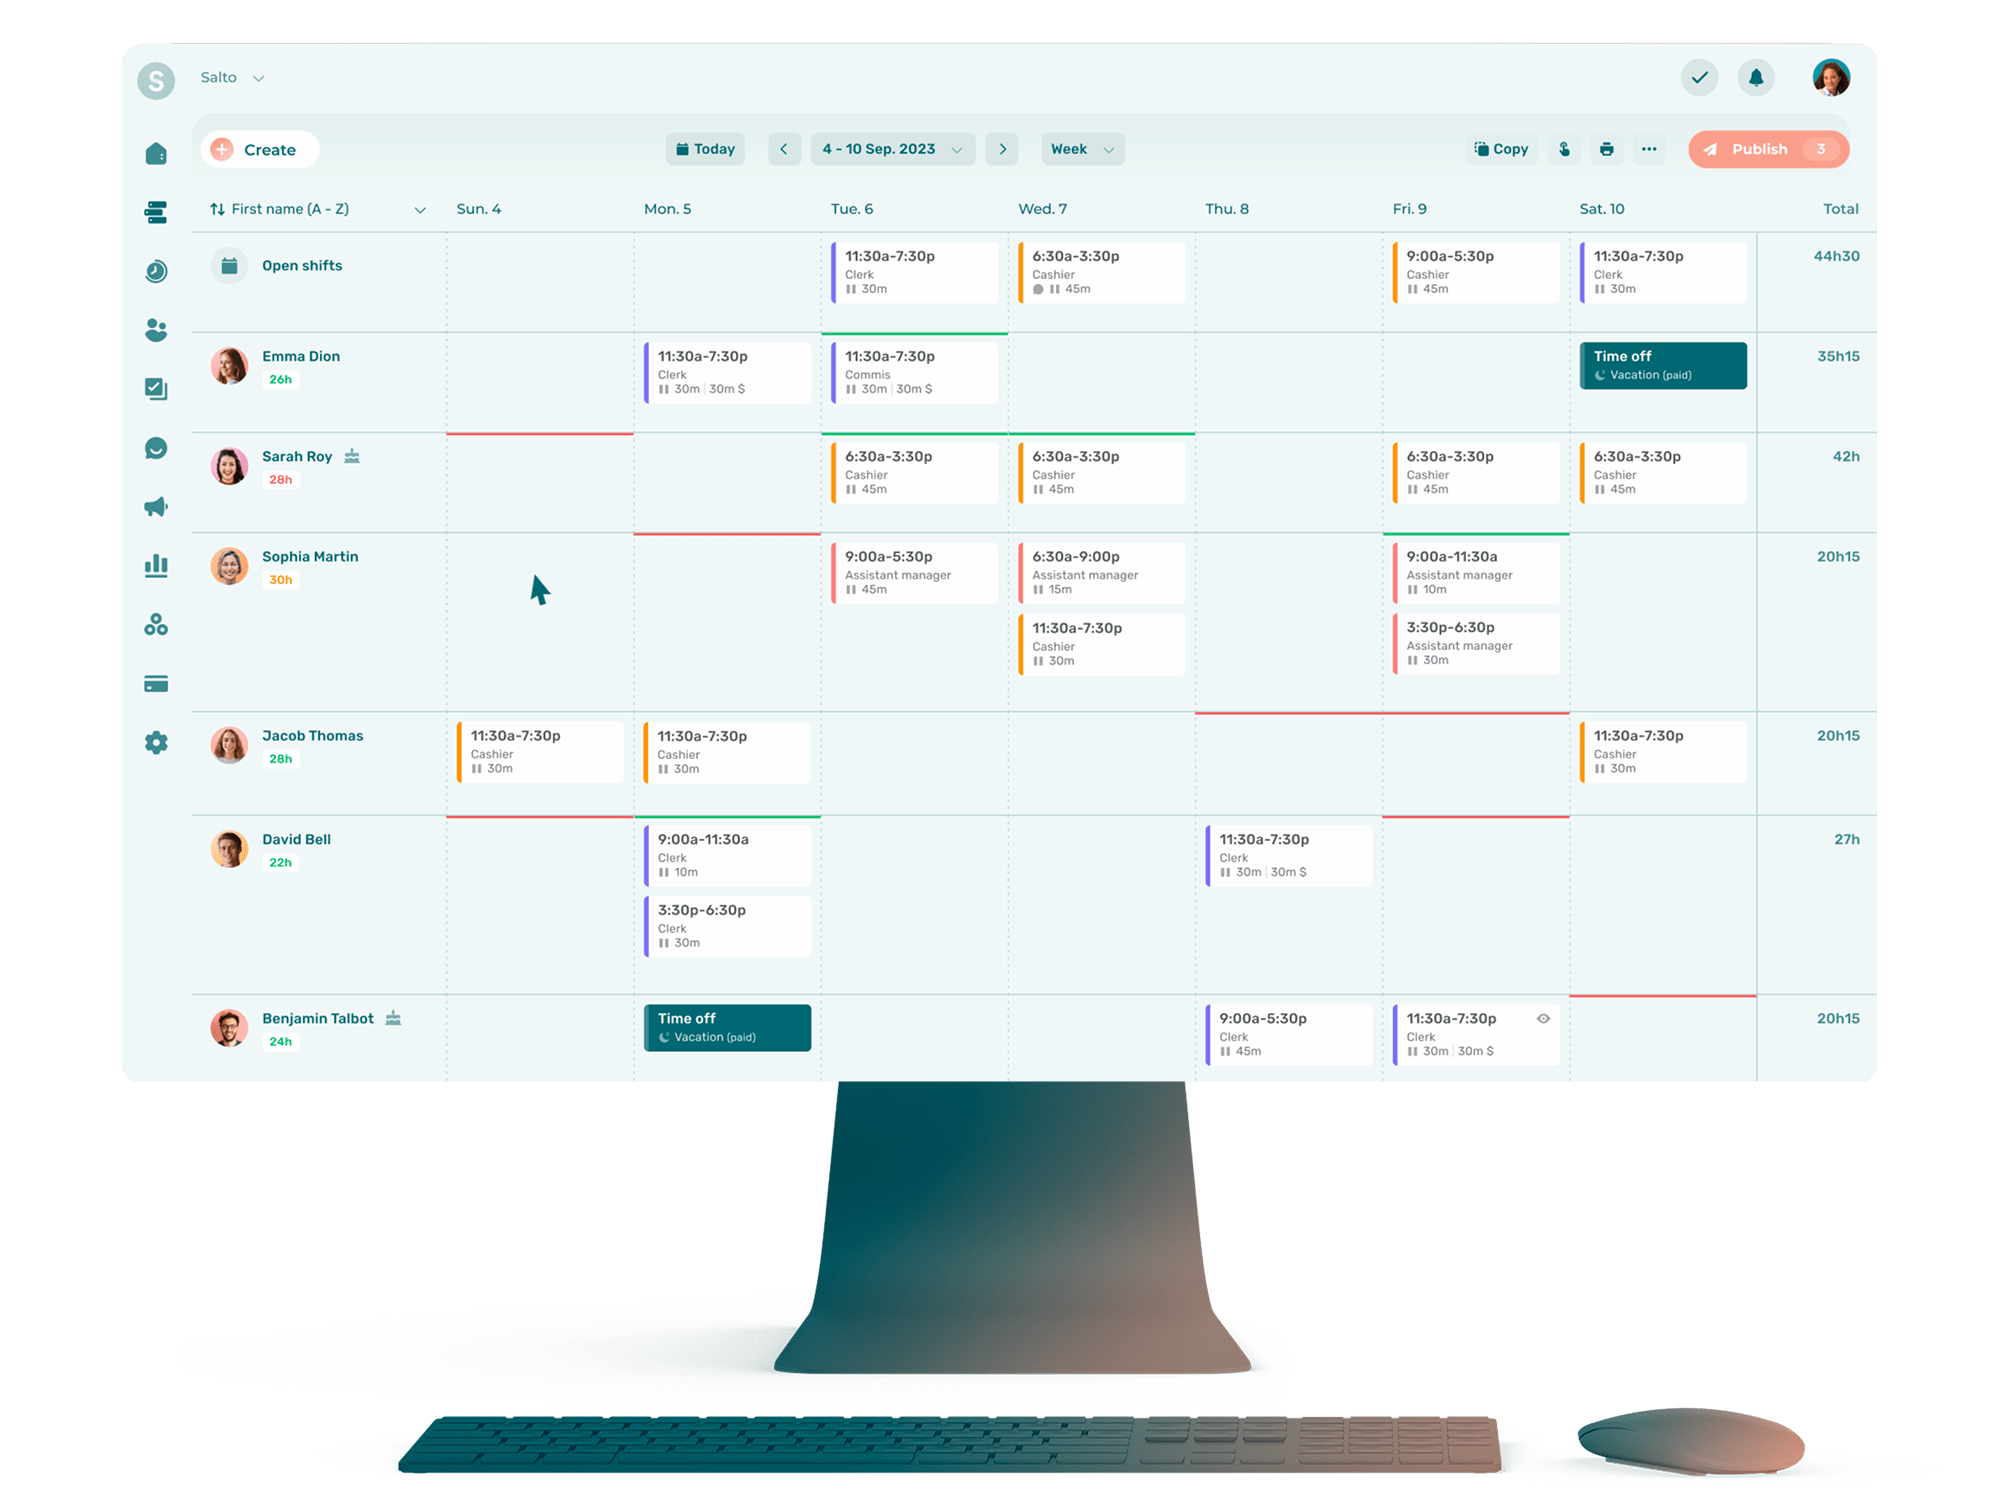 S
Salto
Create
Today
4 - 10 Sep. 2023
Week
Copy
Publish 3
First name (A - Z)
Sun. 4
Mon. 5
Tue. 6
Wed. 7
Thu. 8
Fri. 9
Sat. 10
Total
Open shifts
11:30a-7:30p
Clerk
30m
6:30a-3:30p
Cashier
45m
9:00a-5:30p
Cashier
45m
11:30a-7:30p
Clerk
30m
44h30
Emma Dion
26h
11:30a-7:30p
Clerk
30m 30m $
11:30a-7:30p
Commis
30m 30m $
Time off
Vacation (paid)
35h15
Sarah Roy
28h
6:30a-3:30p
Cashier
45m
6:30a-3:30p
Cashier
45m
6:30a-3:30p
Cashier
45m
6:30a-3:30p
Cashier
45m
42h
Sophia Martin
30h
9:00a-5:30p
Assistant manager
45m
6:30a-9:00p
Assistant manager
15m
11:30a-7:30p
Cashier
30m
9:00a-11:30a
Assistant manager
10m
3:30p-6:30p
Assistant manager
30m
20h15
Jacob Thomas
28h
11:30a-7:30p
Cashier
30m
11:30a-7:30p
Cashier
30m
11:30a-7:30p
Cashier
30m
20h15
David Bell
22h
9:00a-11:30a
Clerk
10m
3:30p-6:30p
Clerk
30m
11:30a-7:30p
Clerk
30m 30m $
27h
Benjamin Talbot
24h
Time off
Vacation (paid)
9:00a-5:30p
Clerk
45m
11:30a-7:30p
Clerk
30m 30m $
20h15